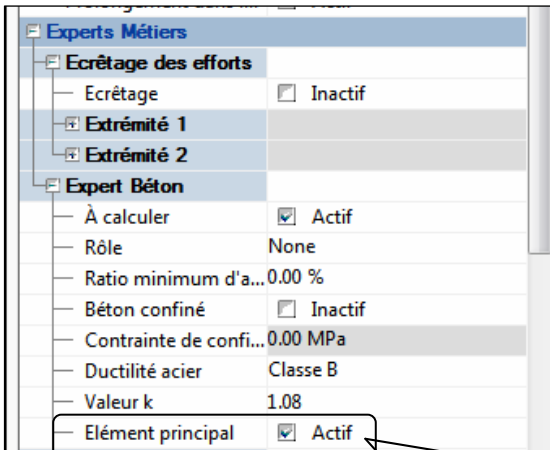 Experts Métiers
Ecrêtage des efforts
Ecrêtage Inactif
Extrémité 1
Extrémité 2
Expert Béton
À calculer Actif
Rôle None
Ratio minimum d'a... 0.00 %
Béton confiné Inactif
Contrainte de confi... 0.00 MPa
Ductilité acier Classe B
Valeur k 1.08
Elément principal Actif